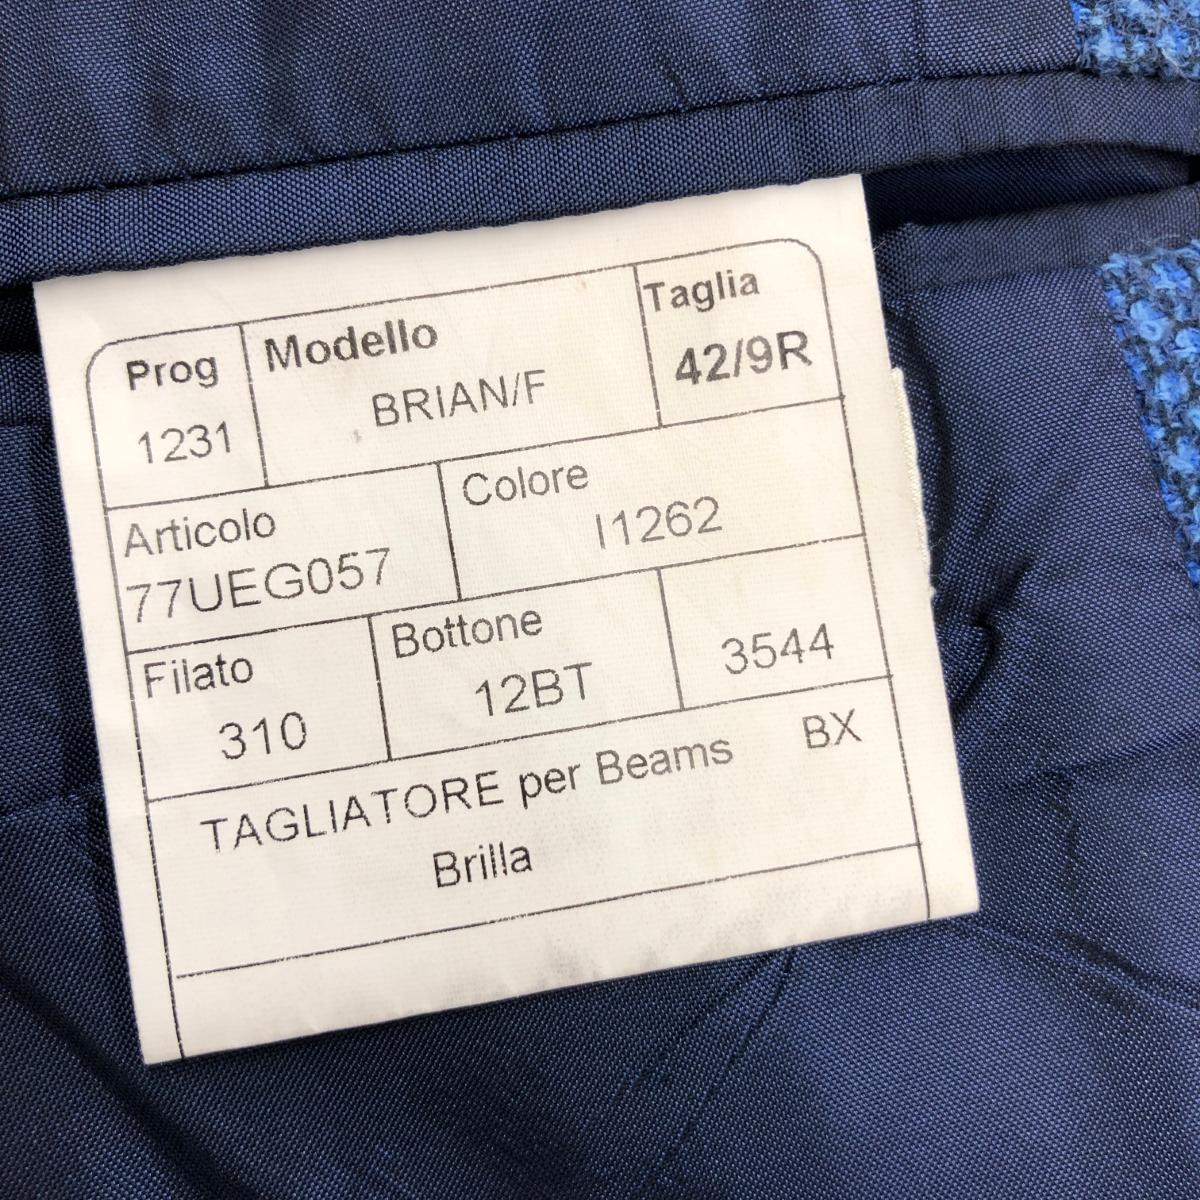 Prog
1231
Modello
BRIAN/F
Taglia
42/9R
Articolo
77UEG057
Colore
I1262
Filato
310
Bottone
12BT
3544
TAGLIATORE per Beams BX
Brilla